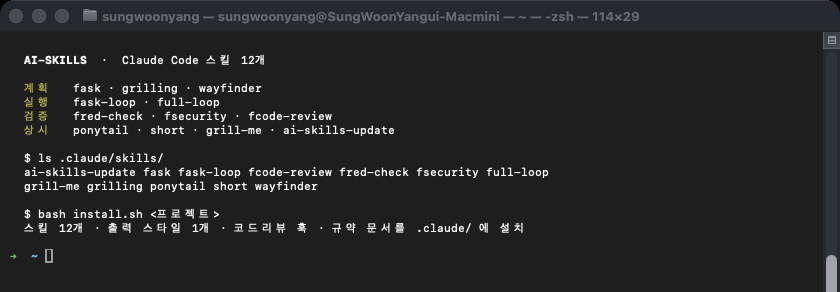 sungwoonyang — sungwoonyang@SungWoonYangui-Macmini — ~ — -zsh — 114×29
AI-SKILLS · Claude Code 스킬 12개
계획 fask · grilling · wayfinder
실행 fask-loop · full-loop
검증 fred-check · fsecurity · fcode-review
상시 ponytail · short · grill-me · ai-skills-update
$ ls .claude/skills/
ai-skills-update fask fask-loop fcode-review fred-check fsecurity full-loop
grill-me grilling ponytail short wayfinder
$ bash install.sh <프로젝트>
스킬 12개 · 출력 스타일 1개 · 코드리뷰 훅 · 규약 문서를 .claude/ 에 설치
→ ~